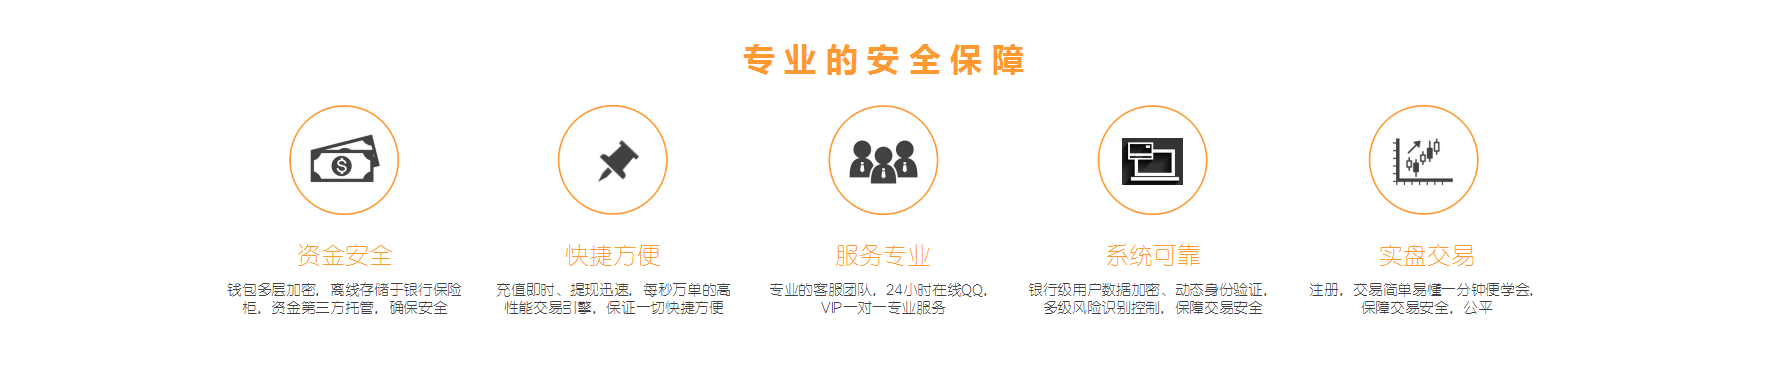 专业的安全保障
资金安全
钱包多层加密，离线存储于银行保险
柜，资金第三方托管，确保安全
快捷方便
充值即时、提现迅速，每秒万单的高
性能交易引擎，保证一切快捷方便
服务专业
专业的客服团队，24小时在线QQ，
VIP一对一专业服务
系统可靠
银行级用户数据加密、动态身份验证，
多级风险识别控制，保障交易安全
实盘交易
注册，交易简单易懂一分钟便学会，
保障交易安全，公平